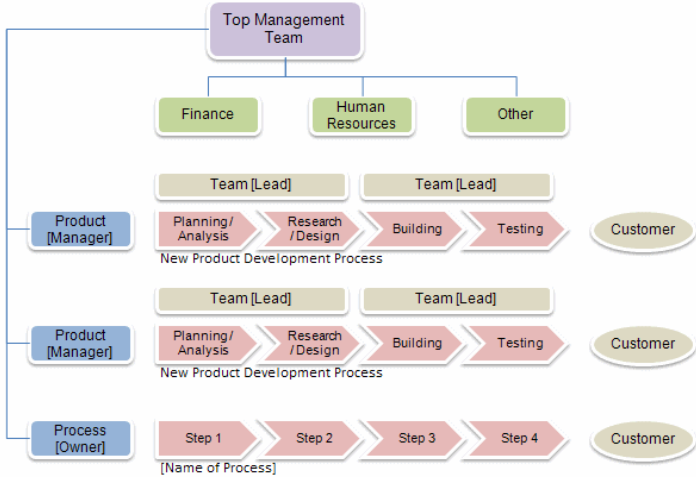 Top Management
Team
Finance
Human
Resources
Other
Team [Lead]
Team [Lead]
Product
[Manager]
Planning/
Analysis
Research
/Design
Building
Testing
Customer
New Product Development Process
Team [Lead]
Team [Lead]
Product
[Manager]
Planning/
Analysis
Research
/Design
Building
Testing
Customer
New Product Development Process
Process
[Owner]
Step 1
Step 2
Step 3
Step 4
Customer
[Name of Process]